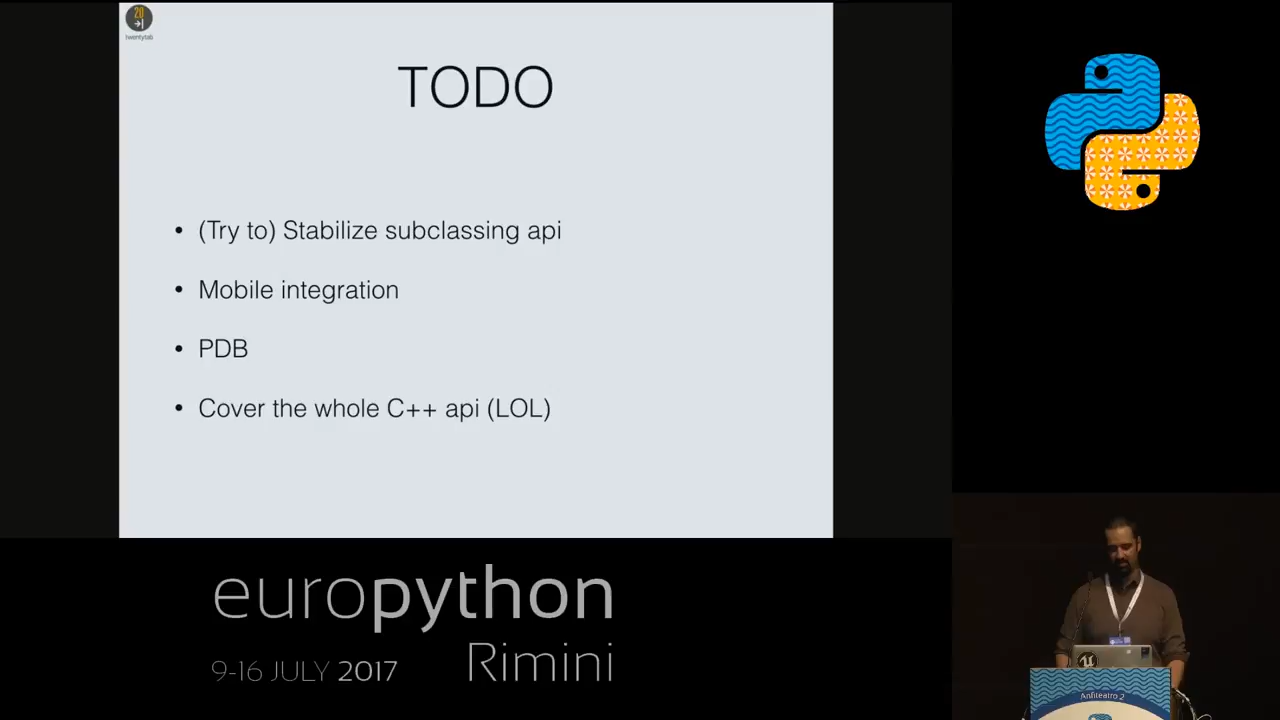 20
twentytab
TODO
• (Try to) Stabilize subclassing api
• Mobile integration
• PDB
• Cover the whole C++ api (LOL)
europython
9-16 JULY 2017 Rimini
Anfiteatro 2